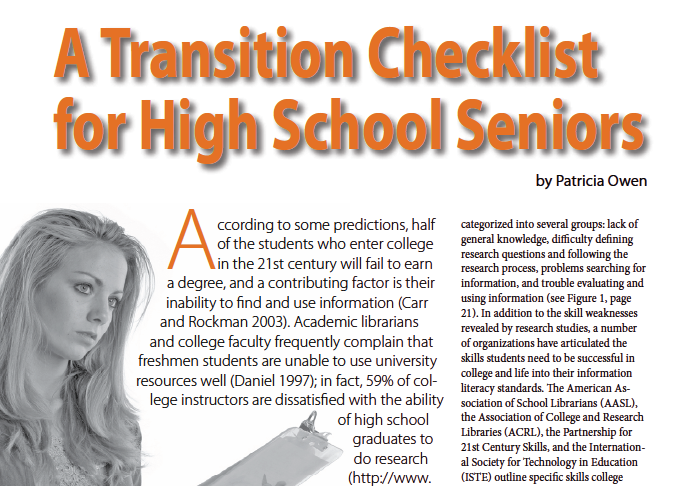 A Transition Checklist
for High School Seniors
by Patricia Owen
According to some predictions, half
of the students who enter college
in the 21st century will fail to earn
a degree, and a contributing factor is their
inability to find and use information (Carr
and Rockman 2003). Academic librarians
and college faculty frequently complain that
freshmen students are unable to use university
resources well (Daniel 1997); in fact, 59% of col-
lege instructors are dissatisfied with the ability
of high school
graduates to
do research
(http://www.
categorized into several groups: lack of
general knowledge, difficulty defining
research questions and following the
research process, problems searching for
information, and trouble evaluating and
using information (see Figure 1, page
21). In addition to the skill weaknesses
revealed by research studies, a number
of organizations have articulated the
skills students need to be successful in
college and life into their information
literacy standards. The American As-
sociation of School Librarians (AASL),
the Association of College and Research
Libraries (ACRL), the Partnership for
21st Century Skills, and the Internation-
al Society for Technology in Education
(ISTE) outline specific skills college